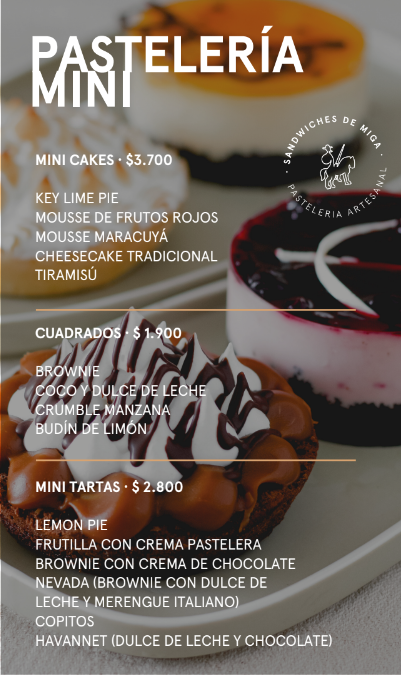 PASTELERÍA
MINI
· SANDWICHES DE MIGA ·
PASTELERIA ARTESANAL
MINI CAKES · $3.700
KEY LIME PIE
MOUSSE DE FRUTOS ROJOS
MOUSSE MARACUYÁ
CHEESECAKE TRADICIONAL
TIRAMISÚ
CUADRADOS · $ 1.900
BROWNIE
COCO Y DULCE DE LECHE
CRUMBLE MANZANA
BUDÍN DE LIMÓN
MINI TARTAS · $ 2.800
LEMON PIE
FRUTILLA CON CREMA PASTELERA
BROWNIE CON CREMA DE CHOCOLATE
NEVADA (BROWNIE CON DULCE DE
LECHE Y MERENGUE ITALIANO)
COPITOS
HAVANNET (DULCE DE LECHE Y CHOCOLATE)